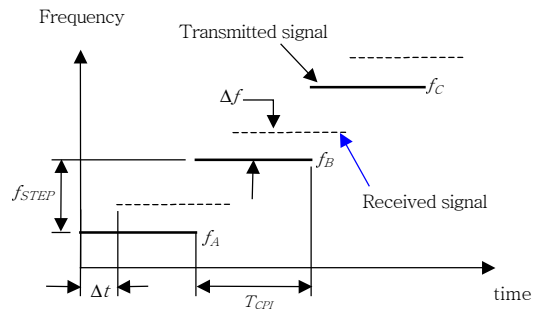 Frequency
Transmitted signal
f_C
Δf
f_B
f_STEP
Received signal
f_A
Δt
T_CPI
time